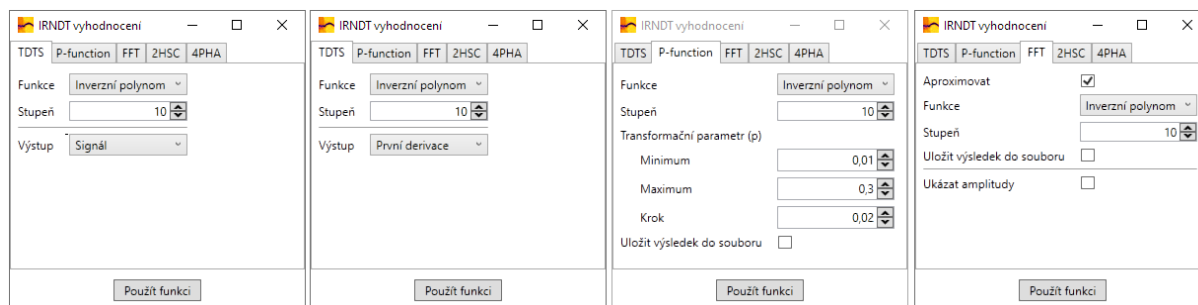 IRNDT vyhodnocení
TDTS P-function FFT 2HSC 4PHA
Funkce Inverzní polynom
Stupeň 10
Výstup Signál
Použít funkci
IRNDT vyhodnocení
TDTS P-function FFT 2HSC 4PHA
Funkce Inverzní polynom
Stupeň 10
Výstup První derivace
Použít funkci
IRNDT vyhodnocení
TDTS P-function FFT 2HSC 4PHA
Funkce Inverzní polynom
Stupeň 10
Transformační parametr (p)
Minimum 0,01
Maximum 0,3
Krok 0,02
Uložit výsledek do souboru
Použít funkci
IRNDT vyhodnocení
TDTS P-function FFT 2HSC 4PHA
Aproximovat
Funkce Inverzní polynom
Stupeň 10
Uložit výsledek do souboru
Ukázat amplitudy
Použít funkci